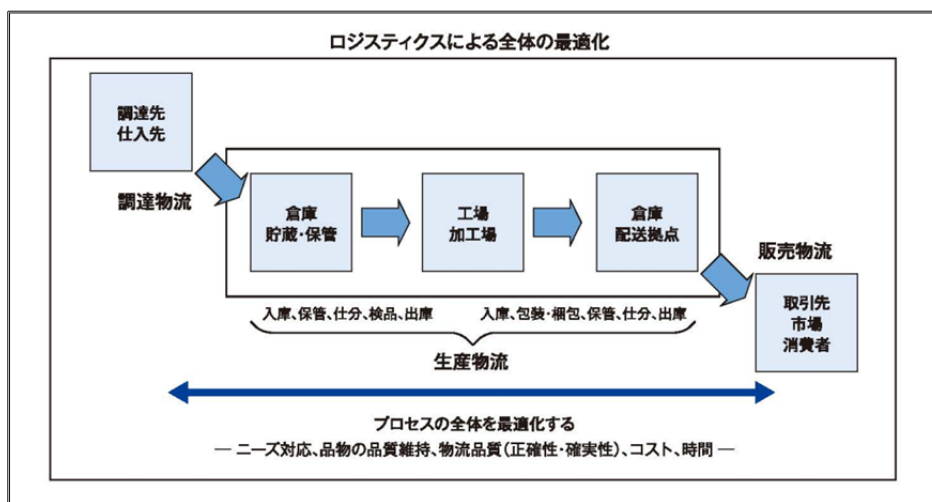 ロジスティクスによる全体の最適化
調達先
仕入先
調達物流
倉庫
貯蔵・保管
工場
加工場
倉庫
配送拠点
販売物流
取引先
市場
消費者
入庫、保管、仕分、検品、出庫
入庫、包装・梱包、保管、仕分、出庫
生産物流
プロセスの全体を最適化する
― ニーズ対応、品物の品質維持、物流品質(正確性・確実性)、コスト、時間 ―